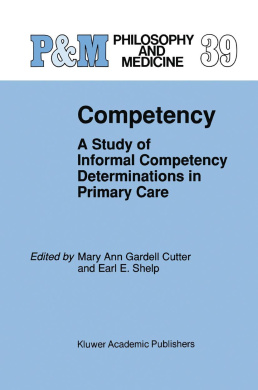 P&M
PHILOSOPHY
AND
MEDICINE
39
Competency
A Study of
Informal Competency
Determinations in
Primary Care
Edited by Mary Ann Gardell Cutter
and Earl E. Shelp
Kluwer Academic Publishers